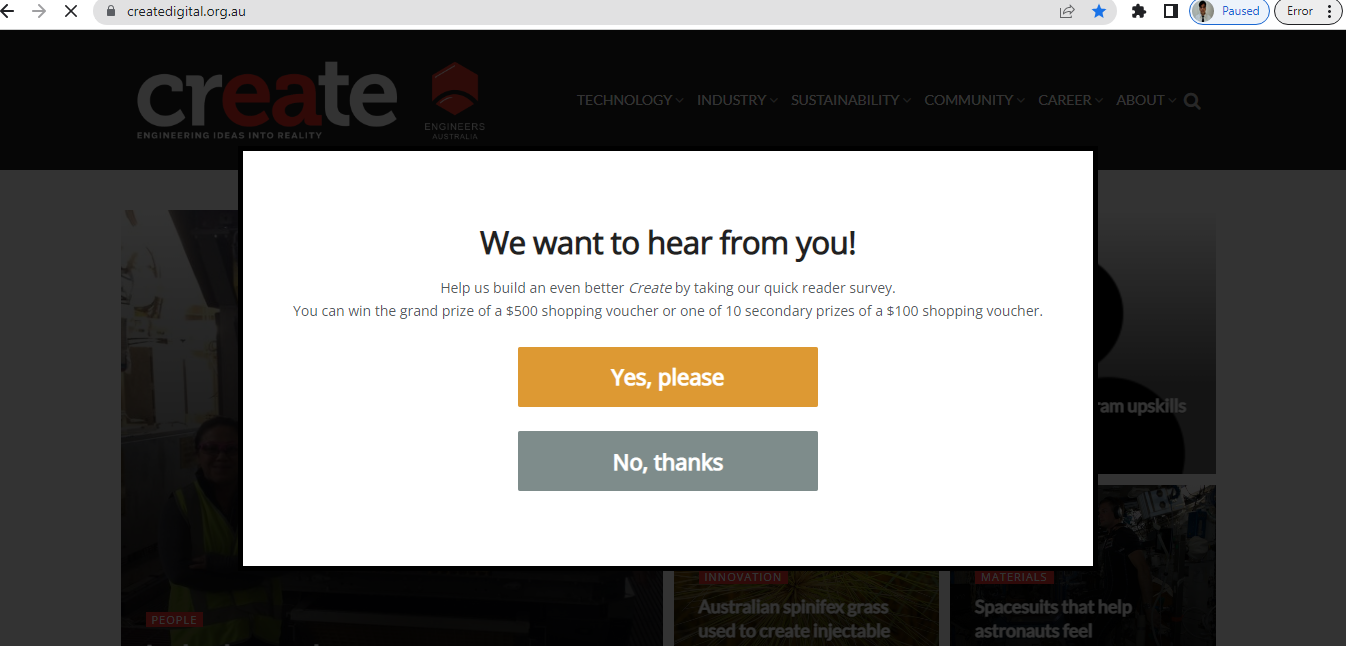 createdigital.org.au
Paused
Error
create
ENGINEERING IDEAS INTO REALITY
ENGINEERS
AUSTRALIA
TECHNOLOGY
INDUSTRY
SUSTAINABILITY
COMMUNITY
CAREER
ABOUT
We want to hear from you!
Help us build an even better Create by taking our quick reader survey.
You can win the grand prize of a $500 shopping voucher or one of 10 secondary prizes of a $100 shopping voucher.
Yes, please
No, thanks
upskills
PEOPLE
INNOVATION
Australian spinifex grass
used to create injectable
MATERIALS
Spacesuits that help
astronauts feel